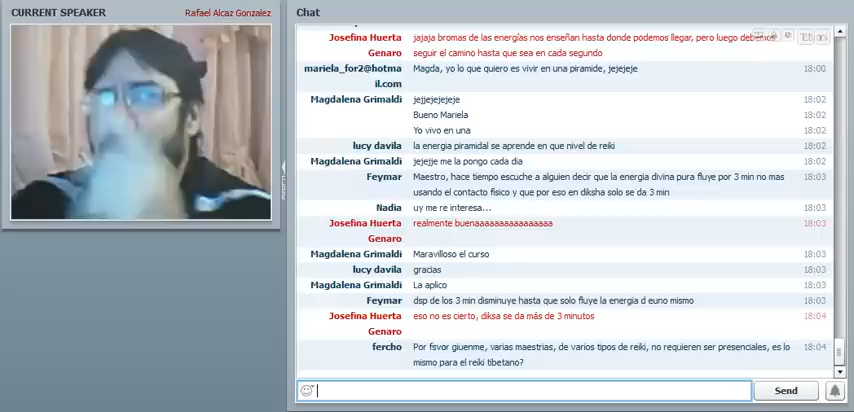 CURRENT SPEAKER
Rafael Alcaz Gonzalez
Chat
Josefina Huerta Genaro
jajaja bromas de las energías nos enseñan hasta donde podemos llegar, pero luego debemos
seguir el camino hasta que sea en cada segundo
mariela_for2@hotma
il.com
Magda, yo lo que quiero es vivir en una piramide, jejejeje
18:00
Magdalena Grimaldi
jejjejejejeje
18:02
Bueno Mariela
18:02
Yo vivo en una
18:02
lucy davila
la energia piramidal se aprende en que nivel de reiki
18:02
Magdalena Grimaldi
jejejje me la pongo cada dia
18:02
Feymar
Maestro, hace tiempo escuche a alguien decir que la energia divina pura fluye por 3 min no mas
usando el contacto fisico y que por eso en diksha solo se da 3 min
18:03
Nadia
uy me re interesa...
18:03
Josefina Huerta
Genaro
realmente buenaaaaaaaaaaaaaaaa
18:03
Magdalena Grimaldi
Maravilloso el curso
18:03
lucy davila
gracias
18:03
Magdalena Grimaldi
La aplico
18:03
Feymar
dsp de los 3 min disminuye hasta que solo fluye la energia d euno mismo
18:03
Josefina Huerta
Genaro
eso no es cierto, diksa se da más de 3 minutos
18:04
fercho
Por fsvor giuenme, varias maestrias, de varios tipos de reiki, no requieren ser presenciales, es lo
mismo para el reiki tibetano?
18:04
Send